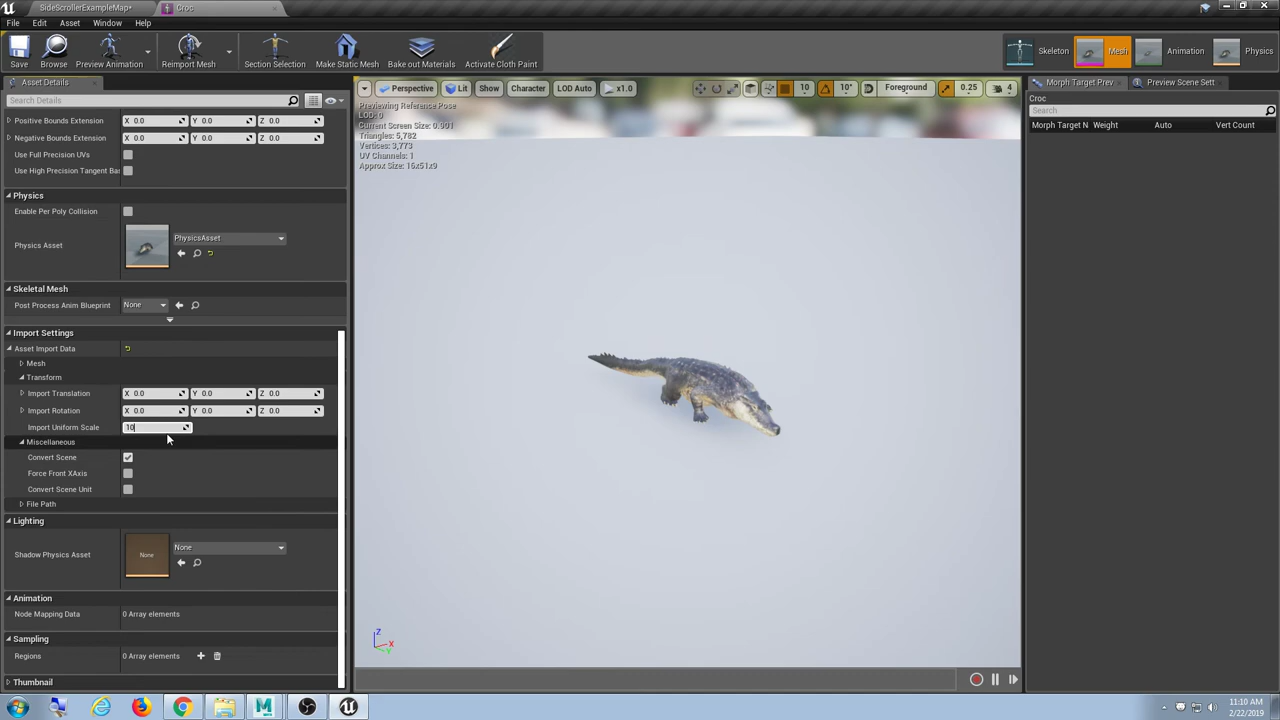 SideScrollerExampleMap*
Croc
File Edit Asset Window Help
Save
Browse
Preview Animation
Reimport Mesh
Section Selection
Make Static Mesh
Bake out Materials
Activate Cloth Paint
Skeleton
Mesh
Animation
Physics
Asset Details
Search Details
Positive Bounds Extension X 0.0 Y 0.0 Z 0.0
Negative Bounds Extension X 0.0 Y 0.0 Z 0.0
Use Full Precision UVs
Use High Precision Tangent Bas
Physics
Enable Per Poly Collision
Physics Asset PhysicsAsset
Skeletal Mesh
Post Process Anim Blueprint None
Import Settings
Asset Import Data
Mesh
Transform
Import Translation X 0.0 Y 0.0 Z 0.0
Import Rotation X 0.0 Y 0.0 Z 0.0
Import Uniform Scale 10
Miscellaneous
Convert Scene
Force Front XAxis
Convert Scene Unit
File Path
Lighting
Shadow Physics Asset None None
Animation
Node Mapping Data 0 Array elements
Sampling
Regions 0 Array elements
Thumbnail
Perspective Lit Show Character LOD Auto x1.0
10 10° Foreground 0.25 4
Previewing Reference Pose
LOD: 0
Current Screen Size: 0.901
Triangles: 5,782
Vertices: 3,773
UV Channels: 1
Approx Size: 16x51x9
Z
X
Y
Morph Target Prev
Preview Scene Sett
Croc
Search
Morph Target N Weight Auto Vert Count
11:10 AM
2/22/2019